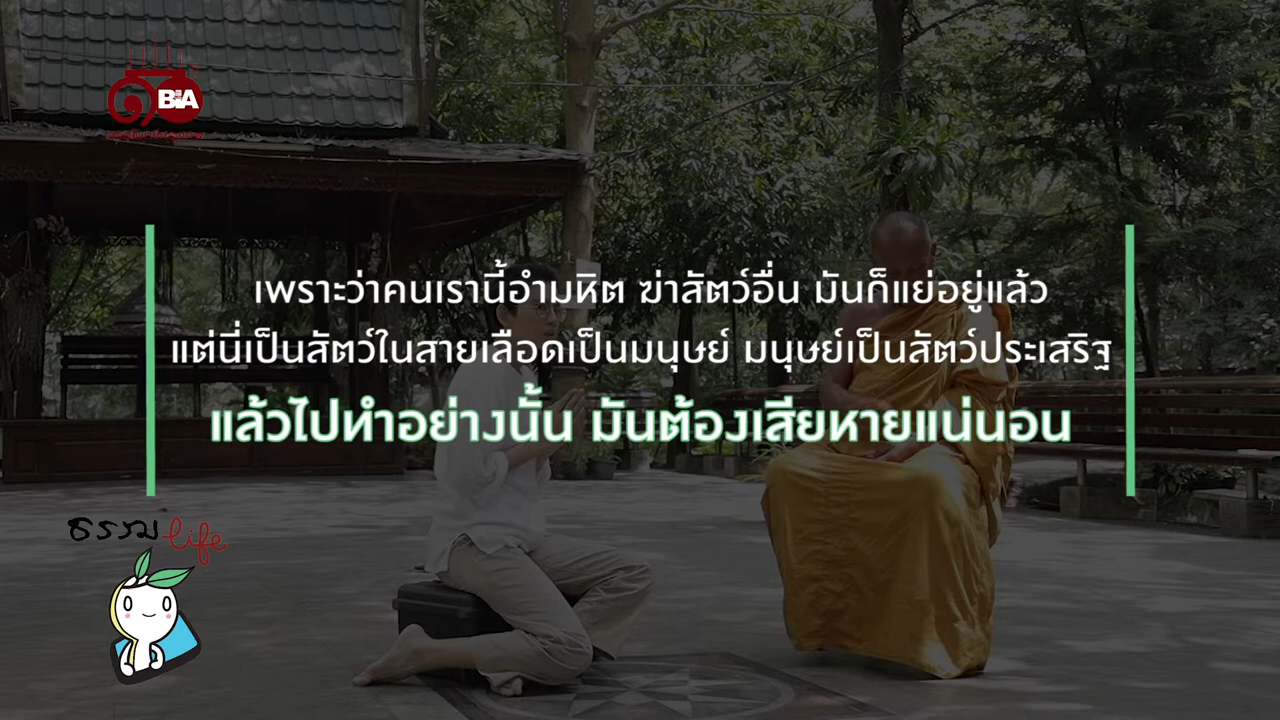 BiA
เพราะว่าคนเรานี้อำมหิต ฆ่าสัตว์อื่น มันก็แย่อยู่แล้ว
แต่นี่เป็นสัตว์ในสายเลือดเป็นมนุษย์ มนุษย์เป็นสัตว์ประเสริฐ
แล้วไปทำอย่างนั้น มันต้องเสียหายแน่นอน
ธรรม life